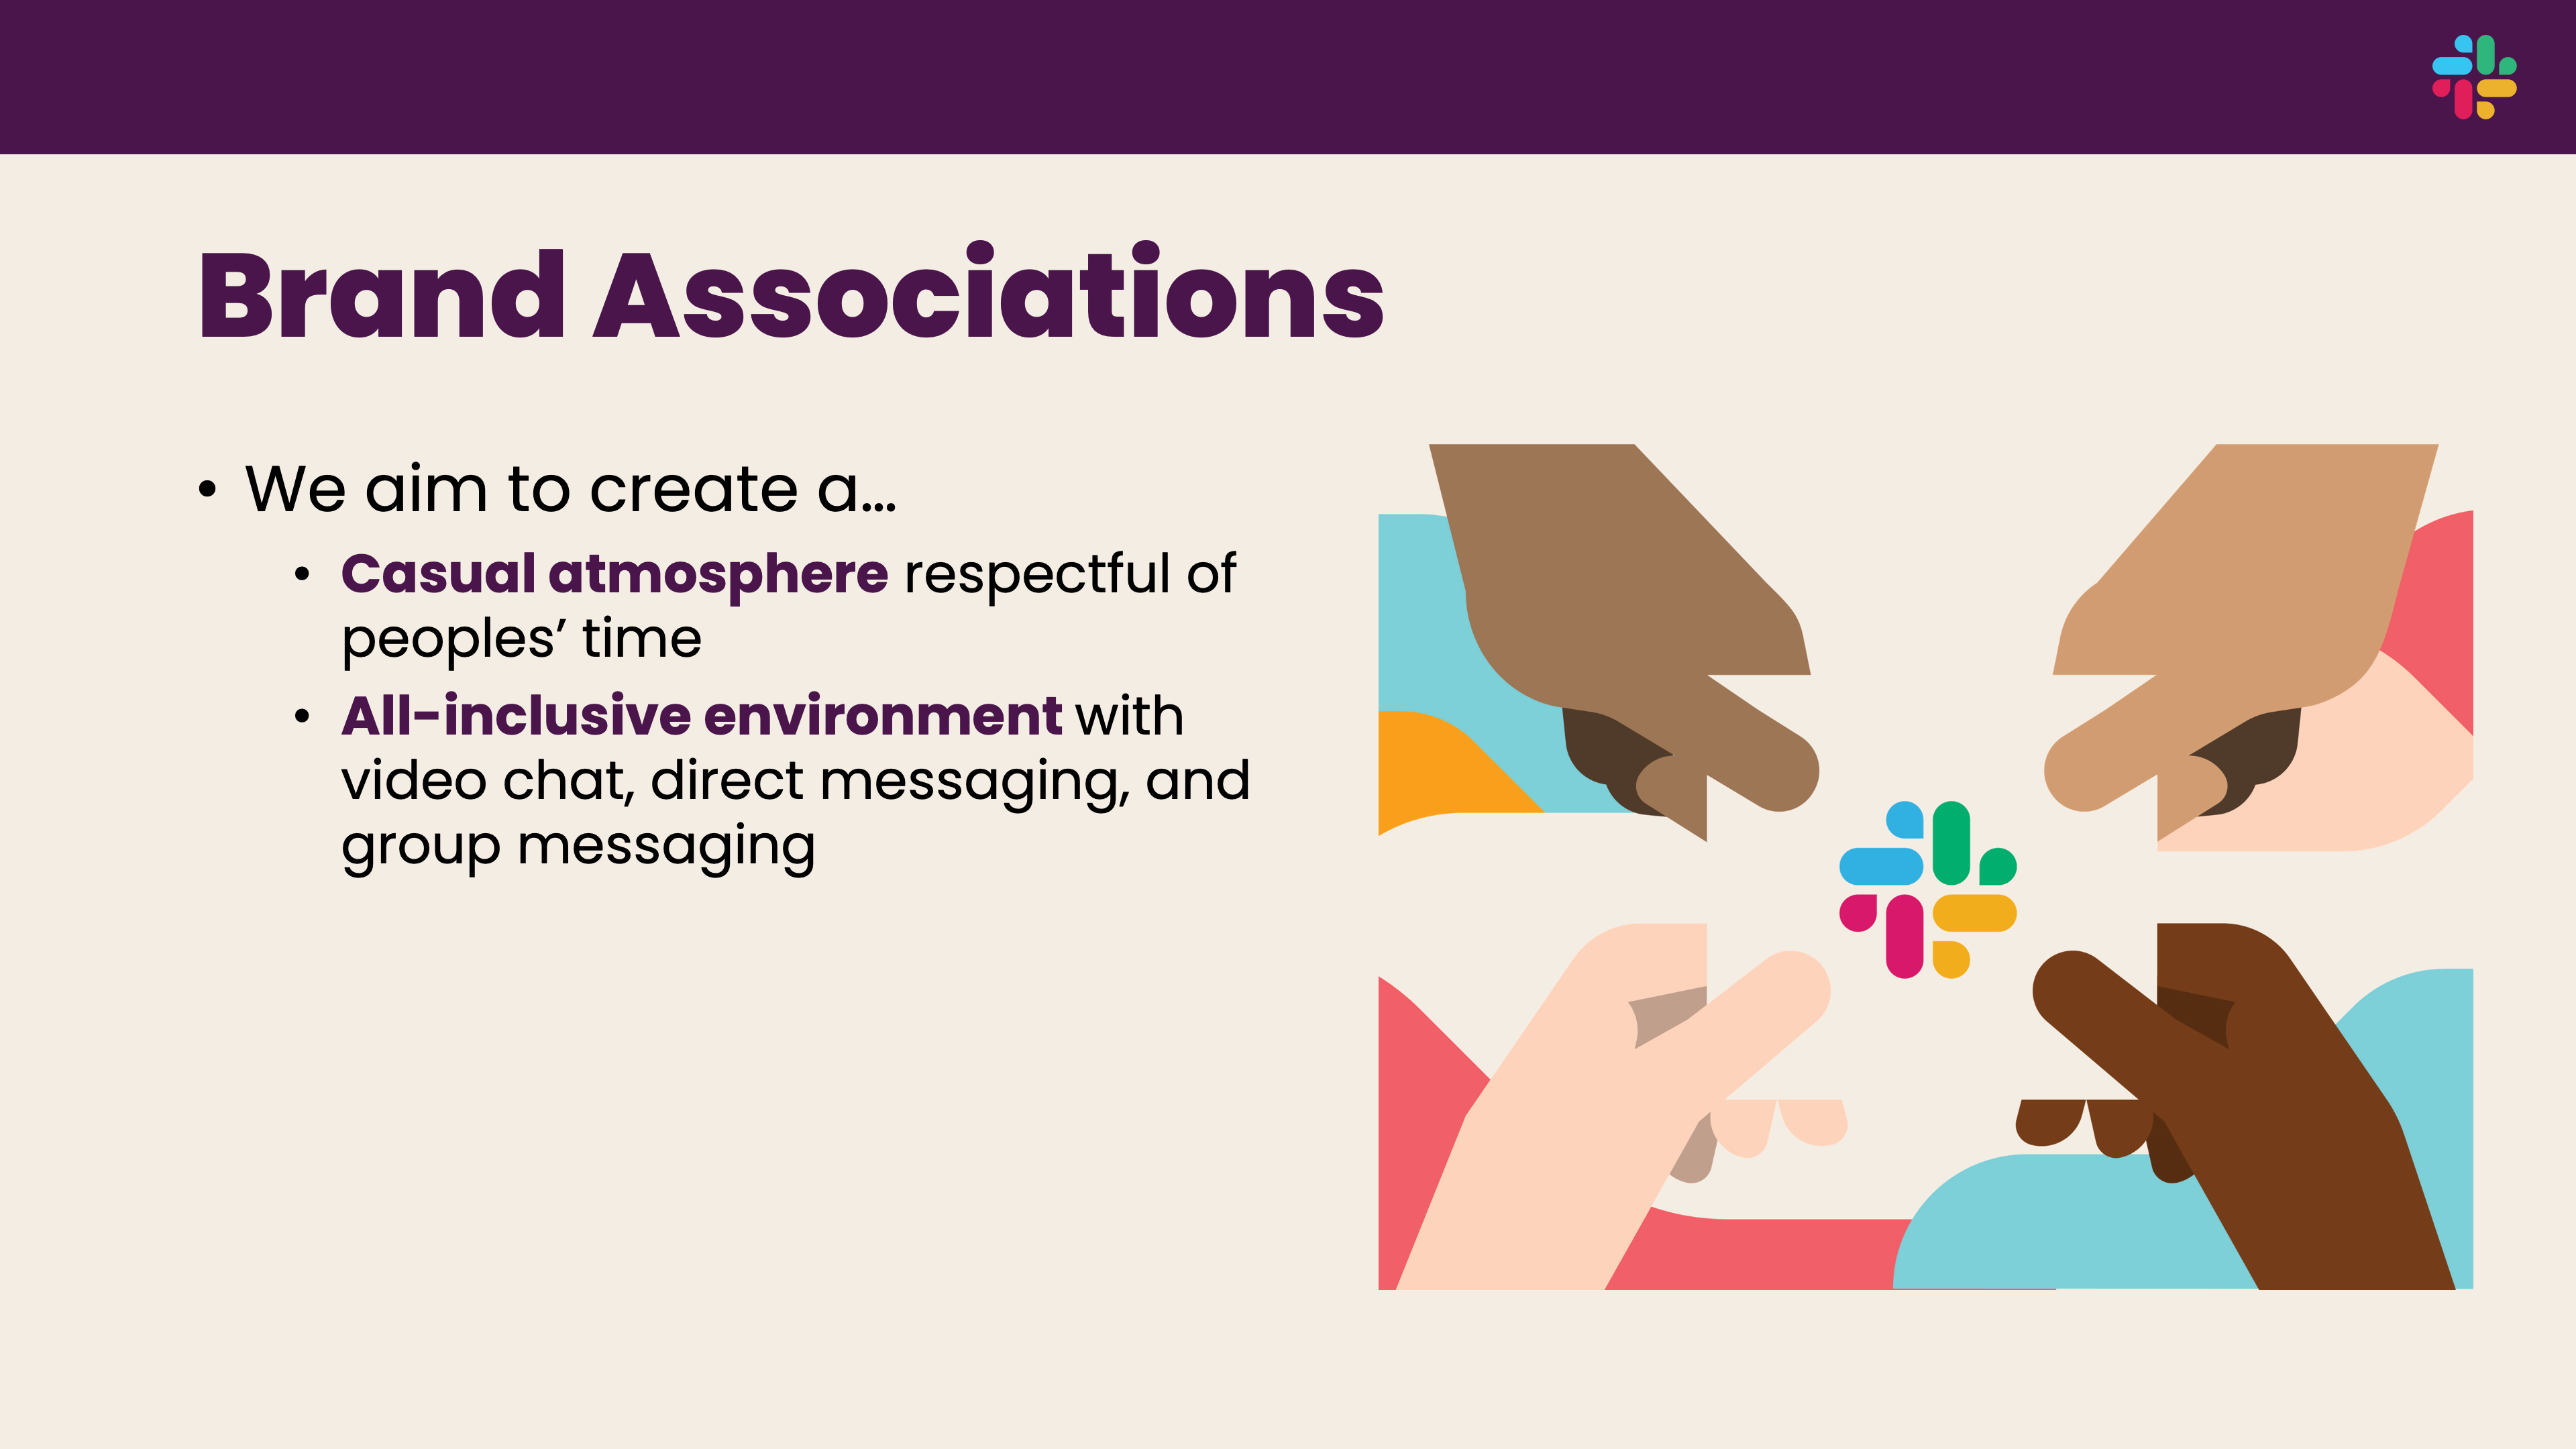 Brand Associations
• We aim to create a…
• Casual atmosphere respectful of
peoples’ time
• All-inclusive environment with
video chat, direct messaging, and
group messaging